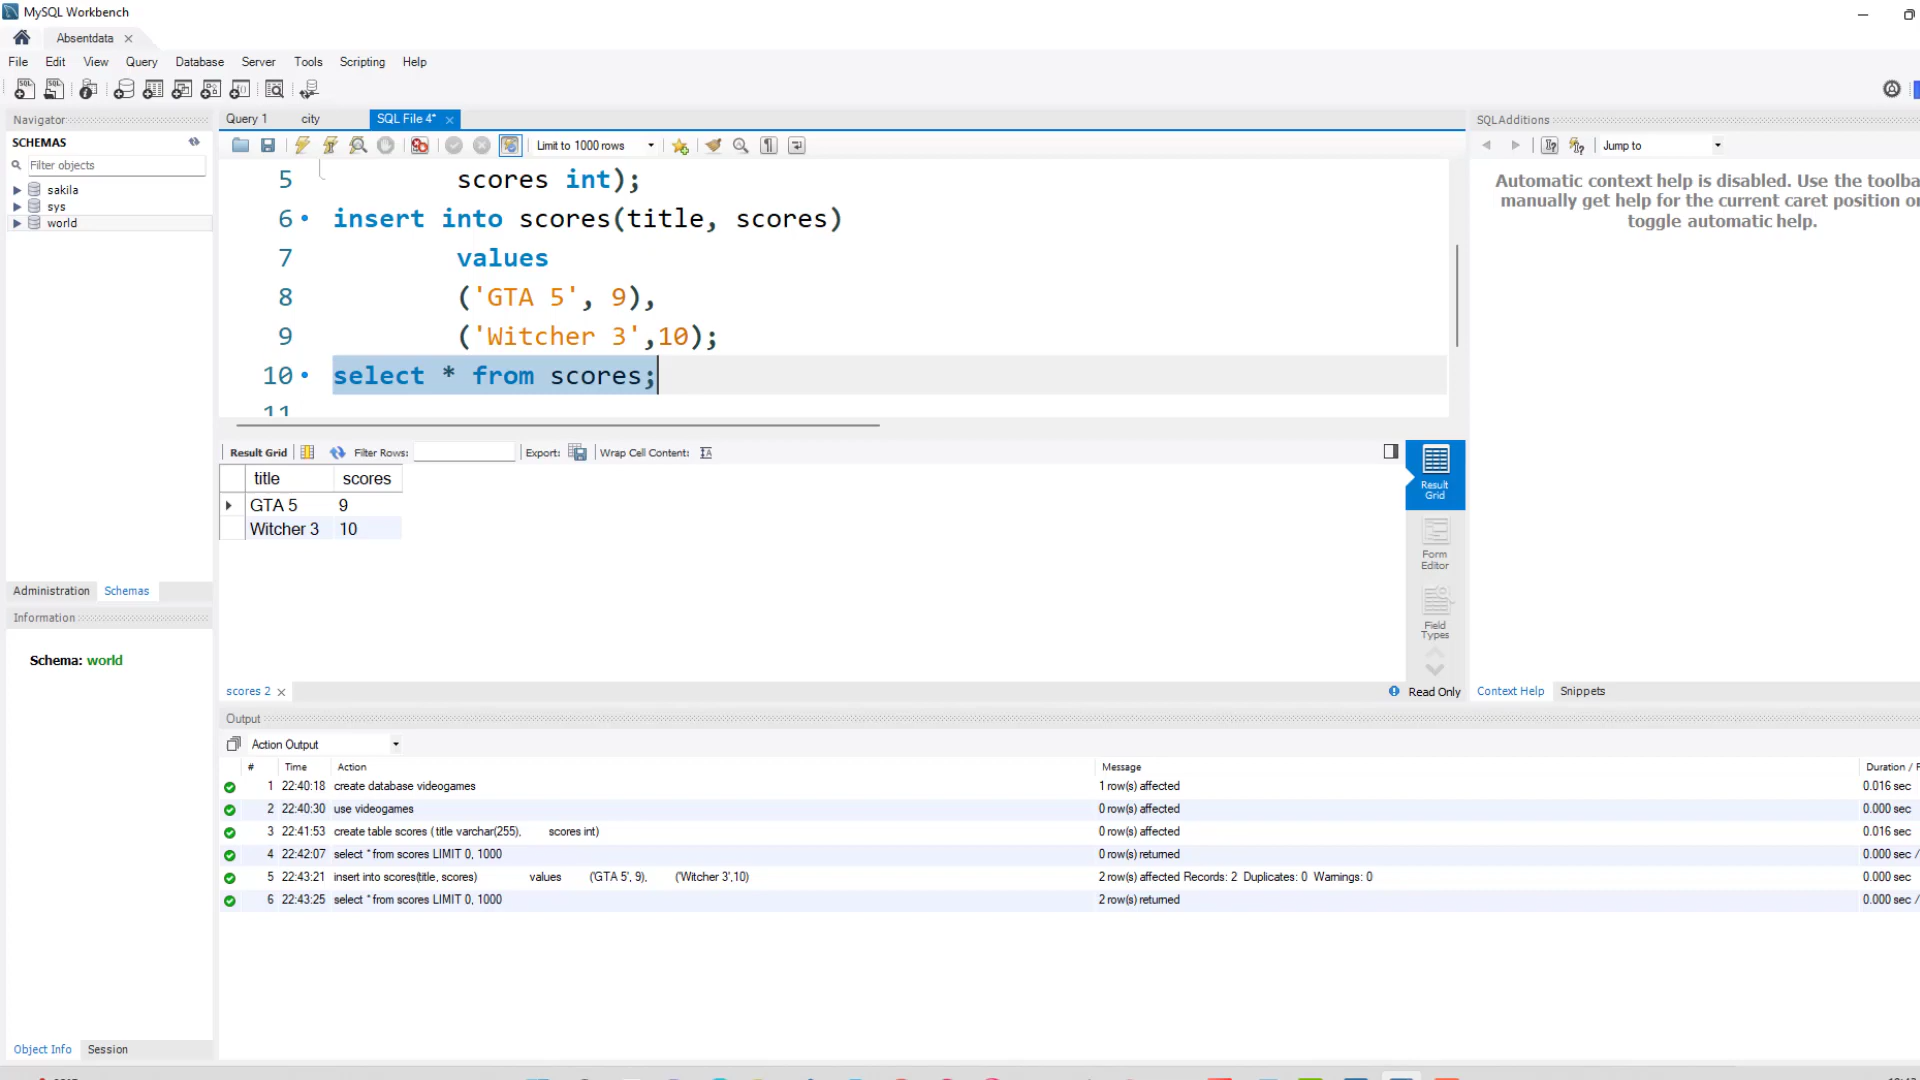 MySQL Workbench
Absentdata
File Edit View Query Database Server Tools Scripting Help
Navigator
SCHEMAS
Filter objects
sakila
sys
world
Administration Schemas
Information
Schema: world
Object Info Session
Query 1 city SQL File 4*
Limit to 1000 rows
5 scores int);
6 insert into scores(title, scores)
7 values
8 ('GTA 5', 9),
9 ('Witcher 3',10);
10 select * from scores;
11
Result Grid Filter Rows: Export: Wrap Cell Content:
title scores
GTA 5 9
Witcher 3 10
Result
Grid
Form
Editor
Field
Types
scores 2
Read Only
SQLAdditions
Jump to
Automatic context help is disabled. Use the toolba
manually get help for the current caret position or
toggle automatic help.
Context Help Snippets
Output
Action Output
# Time Action Message Duration / F
1 22:40:18 create database videogames 1 row(s) affected 0.016 sec
2 22:40:30 use videogames 0 row(s) affected 0.000 sec
3 22:41:53 create table scores ( title varchar(255), scores int) 0 row(s) affected 0.016 sec
4 22:42:07 select * from scores LIMIT 0, 1000 0 row(s) returned 0.000 sec /
5 22:43:21 insert into scores(title, scores) values ('GTA 5', 9), ('Witcher 3',10) 2 row(s) affected Records: 2 Duplicates: 0 Warnings: 0 0.000 sec
6 22:43:25 select * from scores LIMIT 0, 1000 2 row(s) returned 0.000 sec /